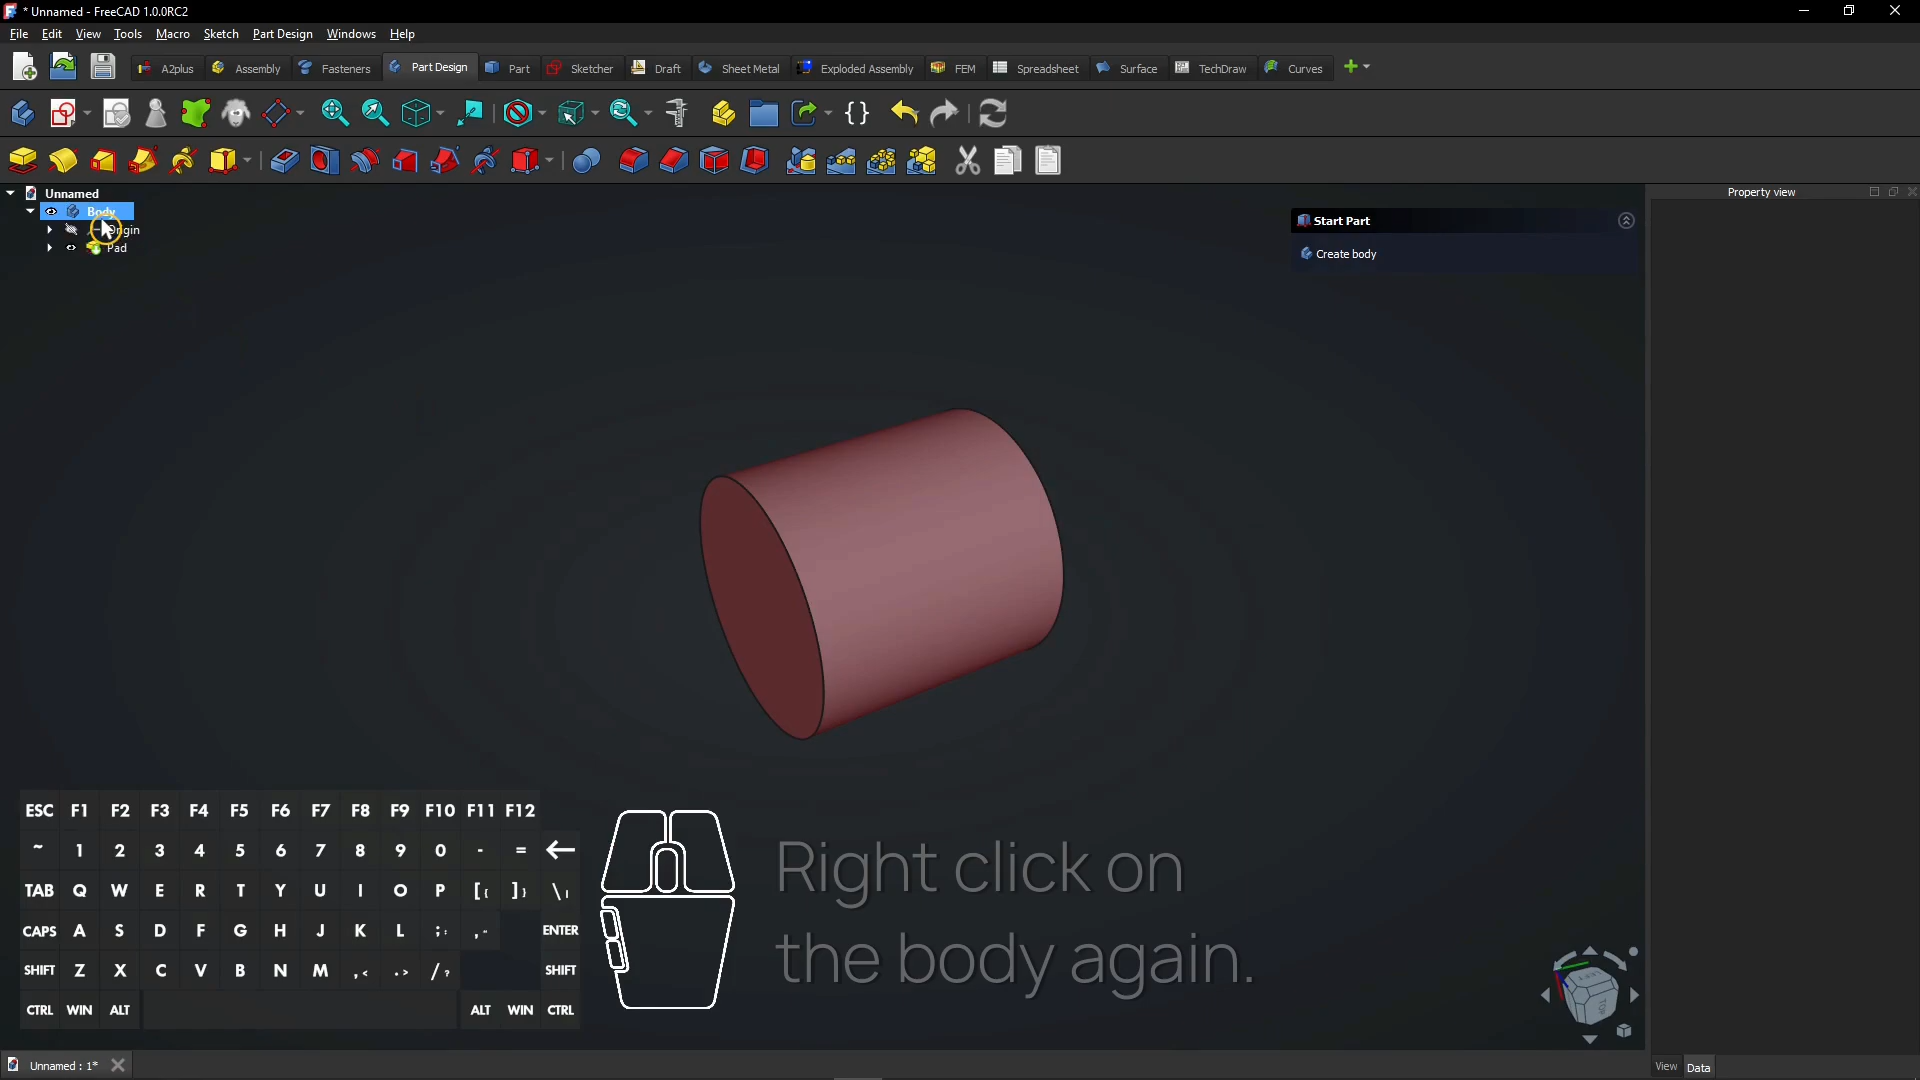 * Unnamed - FreeCAD 1.0.0RC2
File Edit View Tools Macro Sketch Part Design Windows Help
A2plus Assembly Fasteners Part Design Part Sketcher Draft Sheet Metal Exploded Assembly FEM Spreadsheet Surface TechDraw Curves
Unnamed
Body
Origin
Pad
Start Part
Create body
Property view
ESC F1 F2 F3 F4 F5 F6 F7 F8 F9 F10 F11 F12
~ 1 2 3 4 5 6 7 8 9 0 - =
TAB Q W E R T Y U I O P [{ ]} \|
CAPS A S D F G H J K L ;: ," ENTER
SHIFT Z X C V B N M ,< .> /? SHIFT
CTRL WIN ALT ALT WIN CTRL
Right click on
the body again.
LEFT
TOP
Unnamed : 1*
View Data